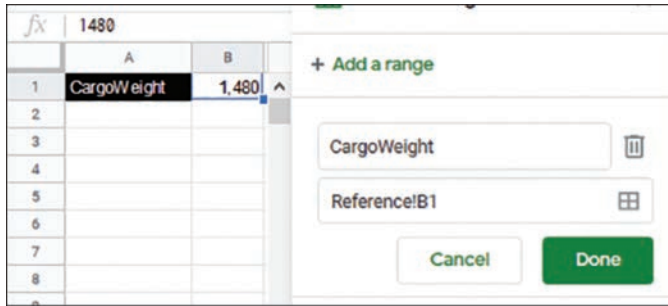 fx 1480
A B
1 CargoWeight 1,480
2
3
4
5
6
7
8
+ Add a range
CargoWeight
Reference!B1
Cancel Done